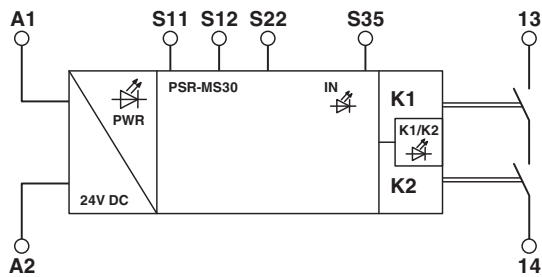 A1 S11 S12 S22 S35 13
PSR-MS30 IN K1
PWR K1/K2
24V DC K2
A2 14